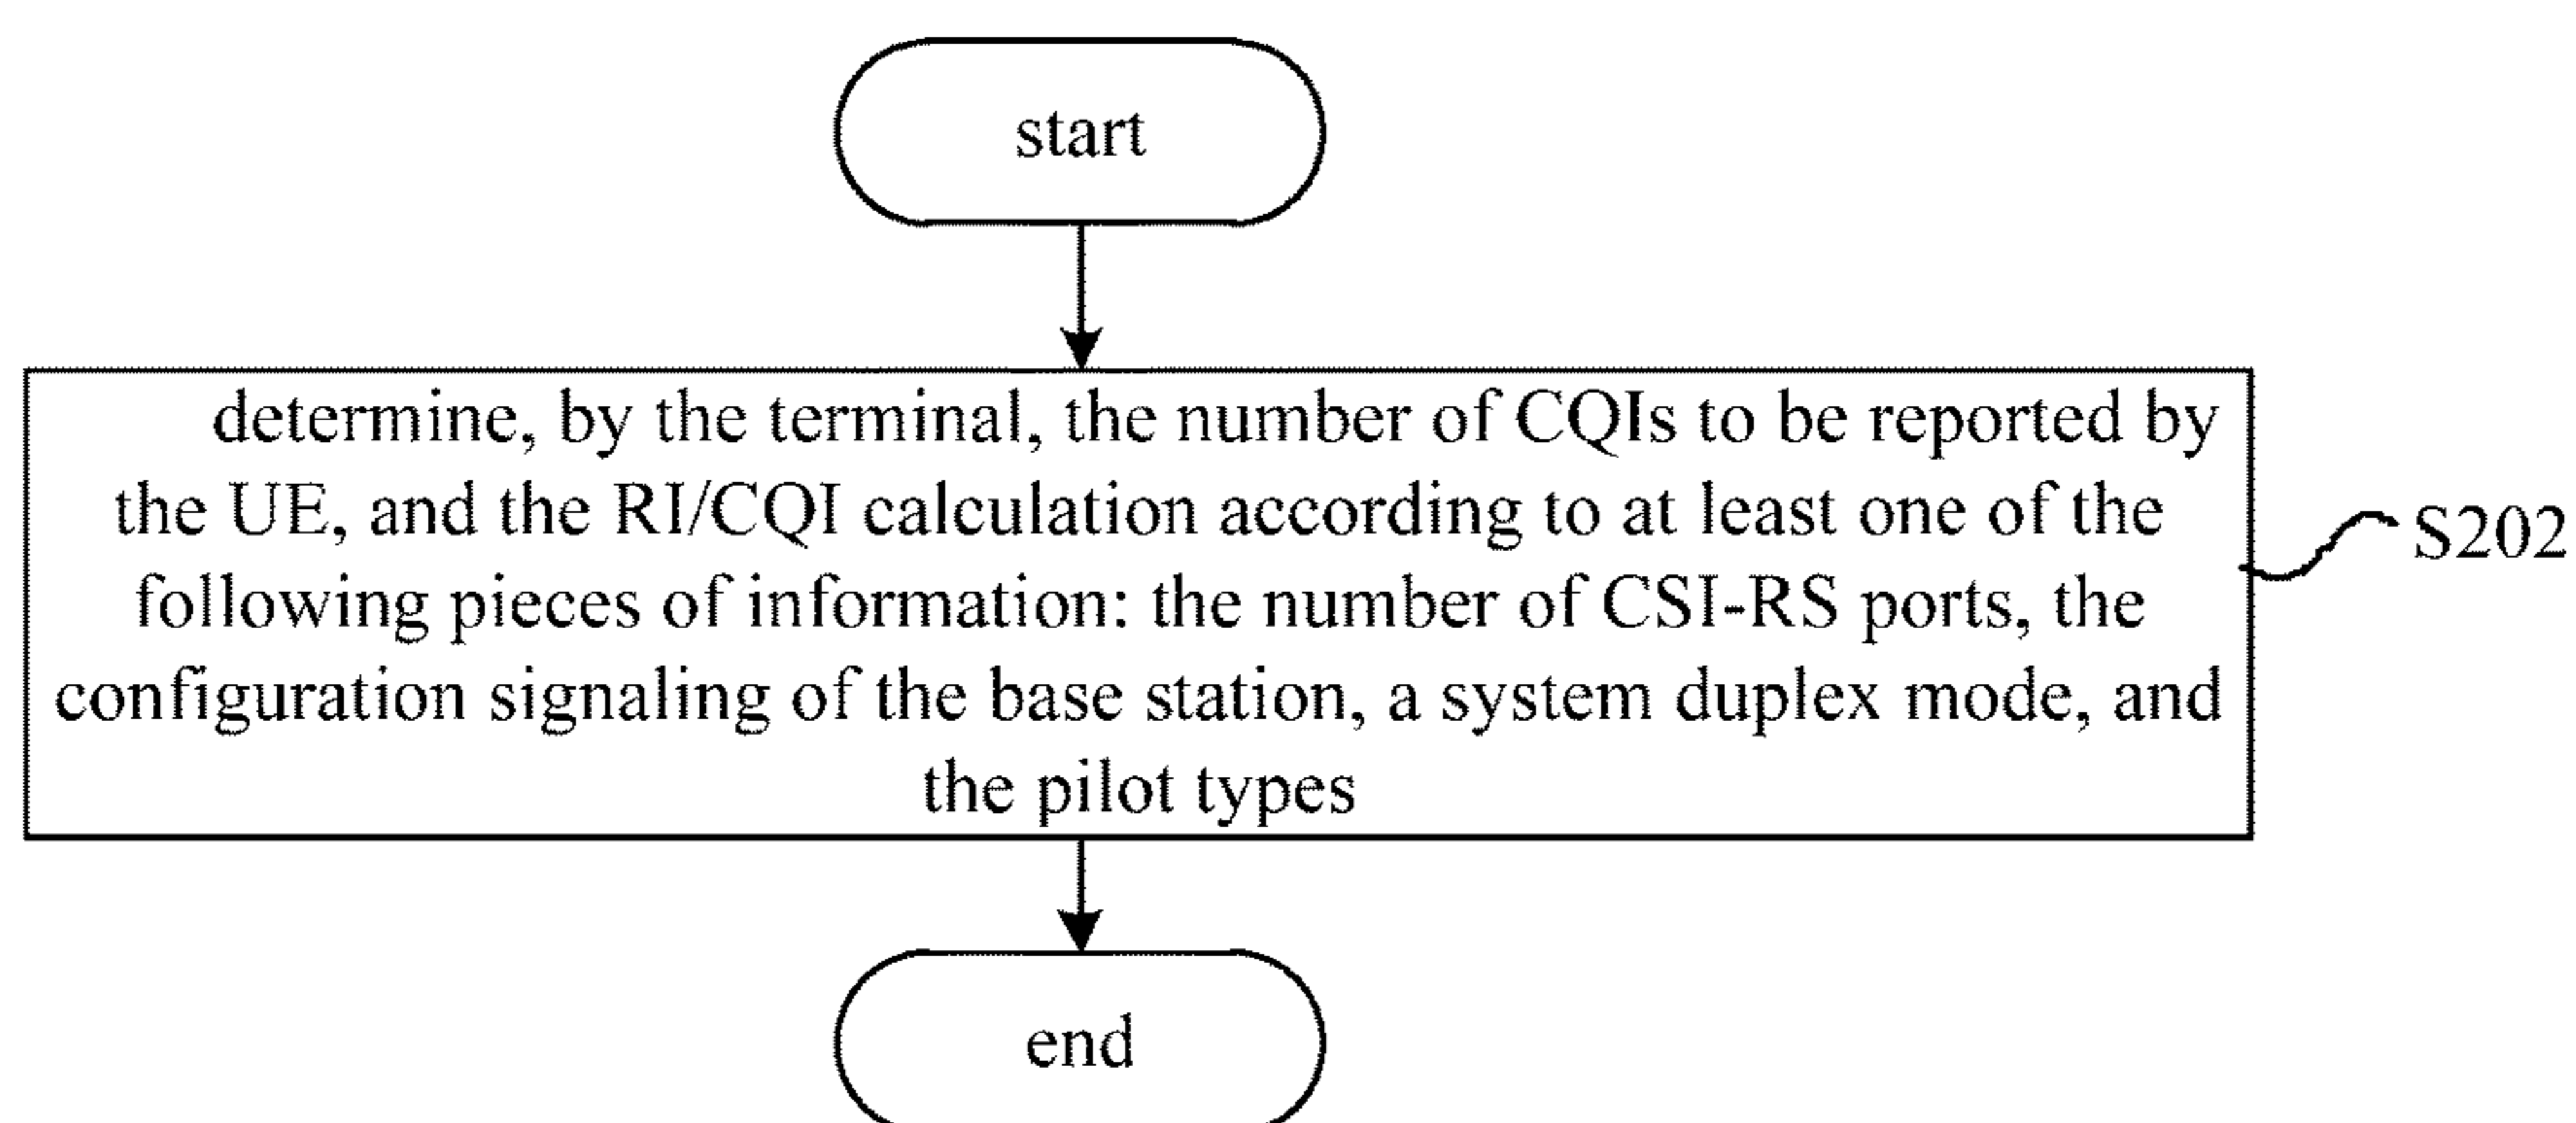 start
determine, by the terminal, the number of CQIs to be reported by
the UE, and the RI/CQI calculation according to at least one of the
following pieces of information: the number of CSI-RS ports, the
configuration signaling of the base station, a system duplex mode, and
the pilot types
S202
end